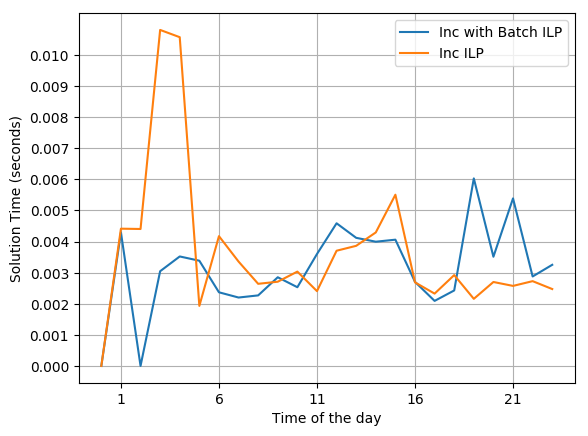 Inc with Batch ILP
Inc ILP
Solution Time (seconds)
0.010
0.009
0.008
0.007
0.006
0.005
0.004
0.003
0.002
0.001
0.000
1 6 11 16 21
Time of the day